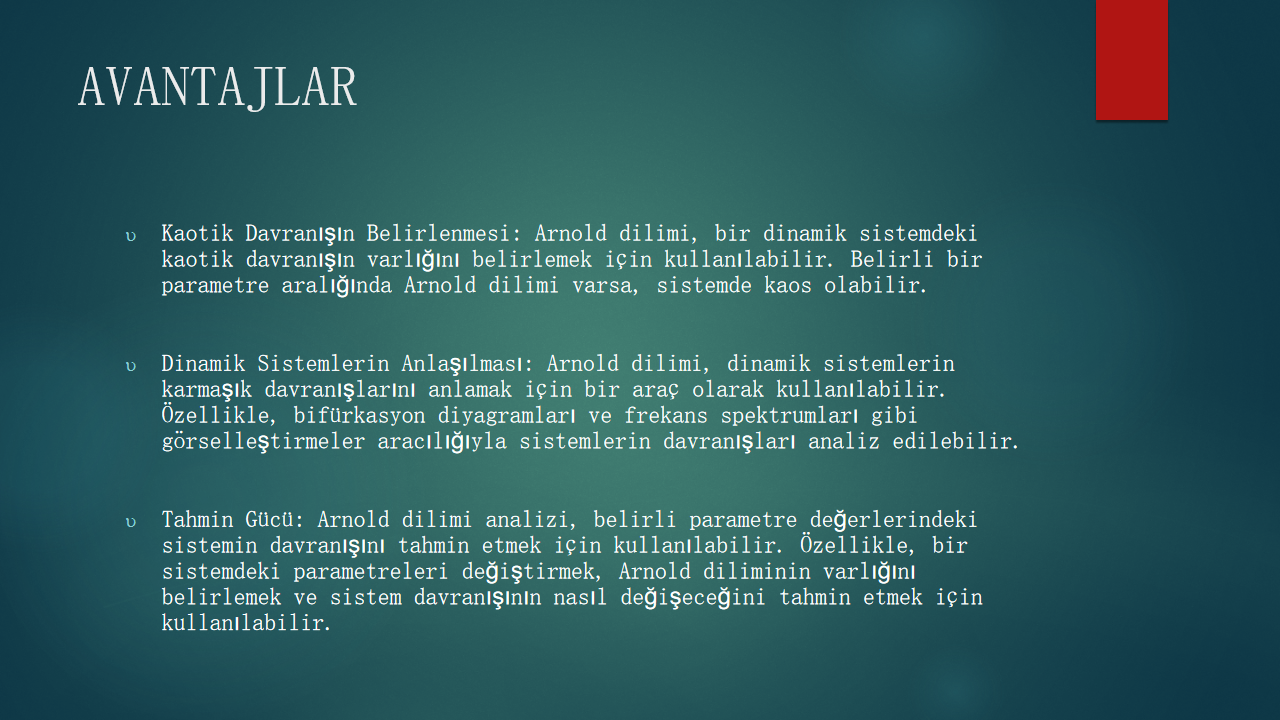 AVANTAJLAR
Kaotik Davranışın Belirlenmesi: Arnold dilimi, bir dinamik sistemdeki
kaotik davranışın varlığını belirlemek için kullanılabilir. Belirli bir
parametre aralığında Arnold dilimi varsa, sistemde kaos olabilir.
Dinamik Sistemlerin Anlaşılması: Arnold dilimi, dinamik sistemlerin
karmaşık davranışlarını anlamak için bir araç olarak kullanılabilir.
Özellikle, bifürkasyon diyagramları ve frekans spektrumları gibi
görselleştirmeler aracılığıyla sistemlerin davranışları analiz edilebilir.
Tahmin Gücü: Arnold dilimi analizi, belirli parametre değerlerindeki
sistemin davranışını tahmin etmek için kullanılabilir. Özellikle, bir
sistemdeki parametreleri değiştirmek, Arnold diliminin varlığını
belirlemek ve sistem davranışının nasıl değişeceğini tahmin etmek için
kullanılabilir.